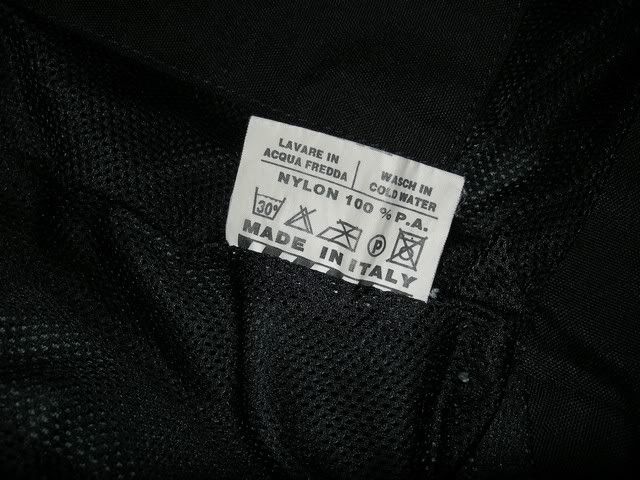 LAVARE IN
ACQUA FREDDA
WASCH IN
COLD WATER
NYLON 100 % P.A.
30°
P
MADE IN ITALY